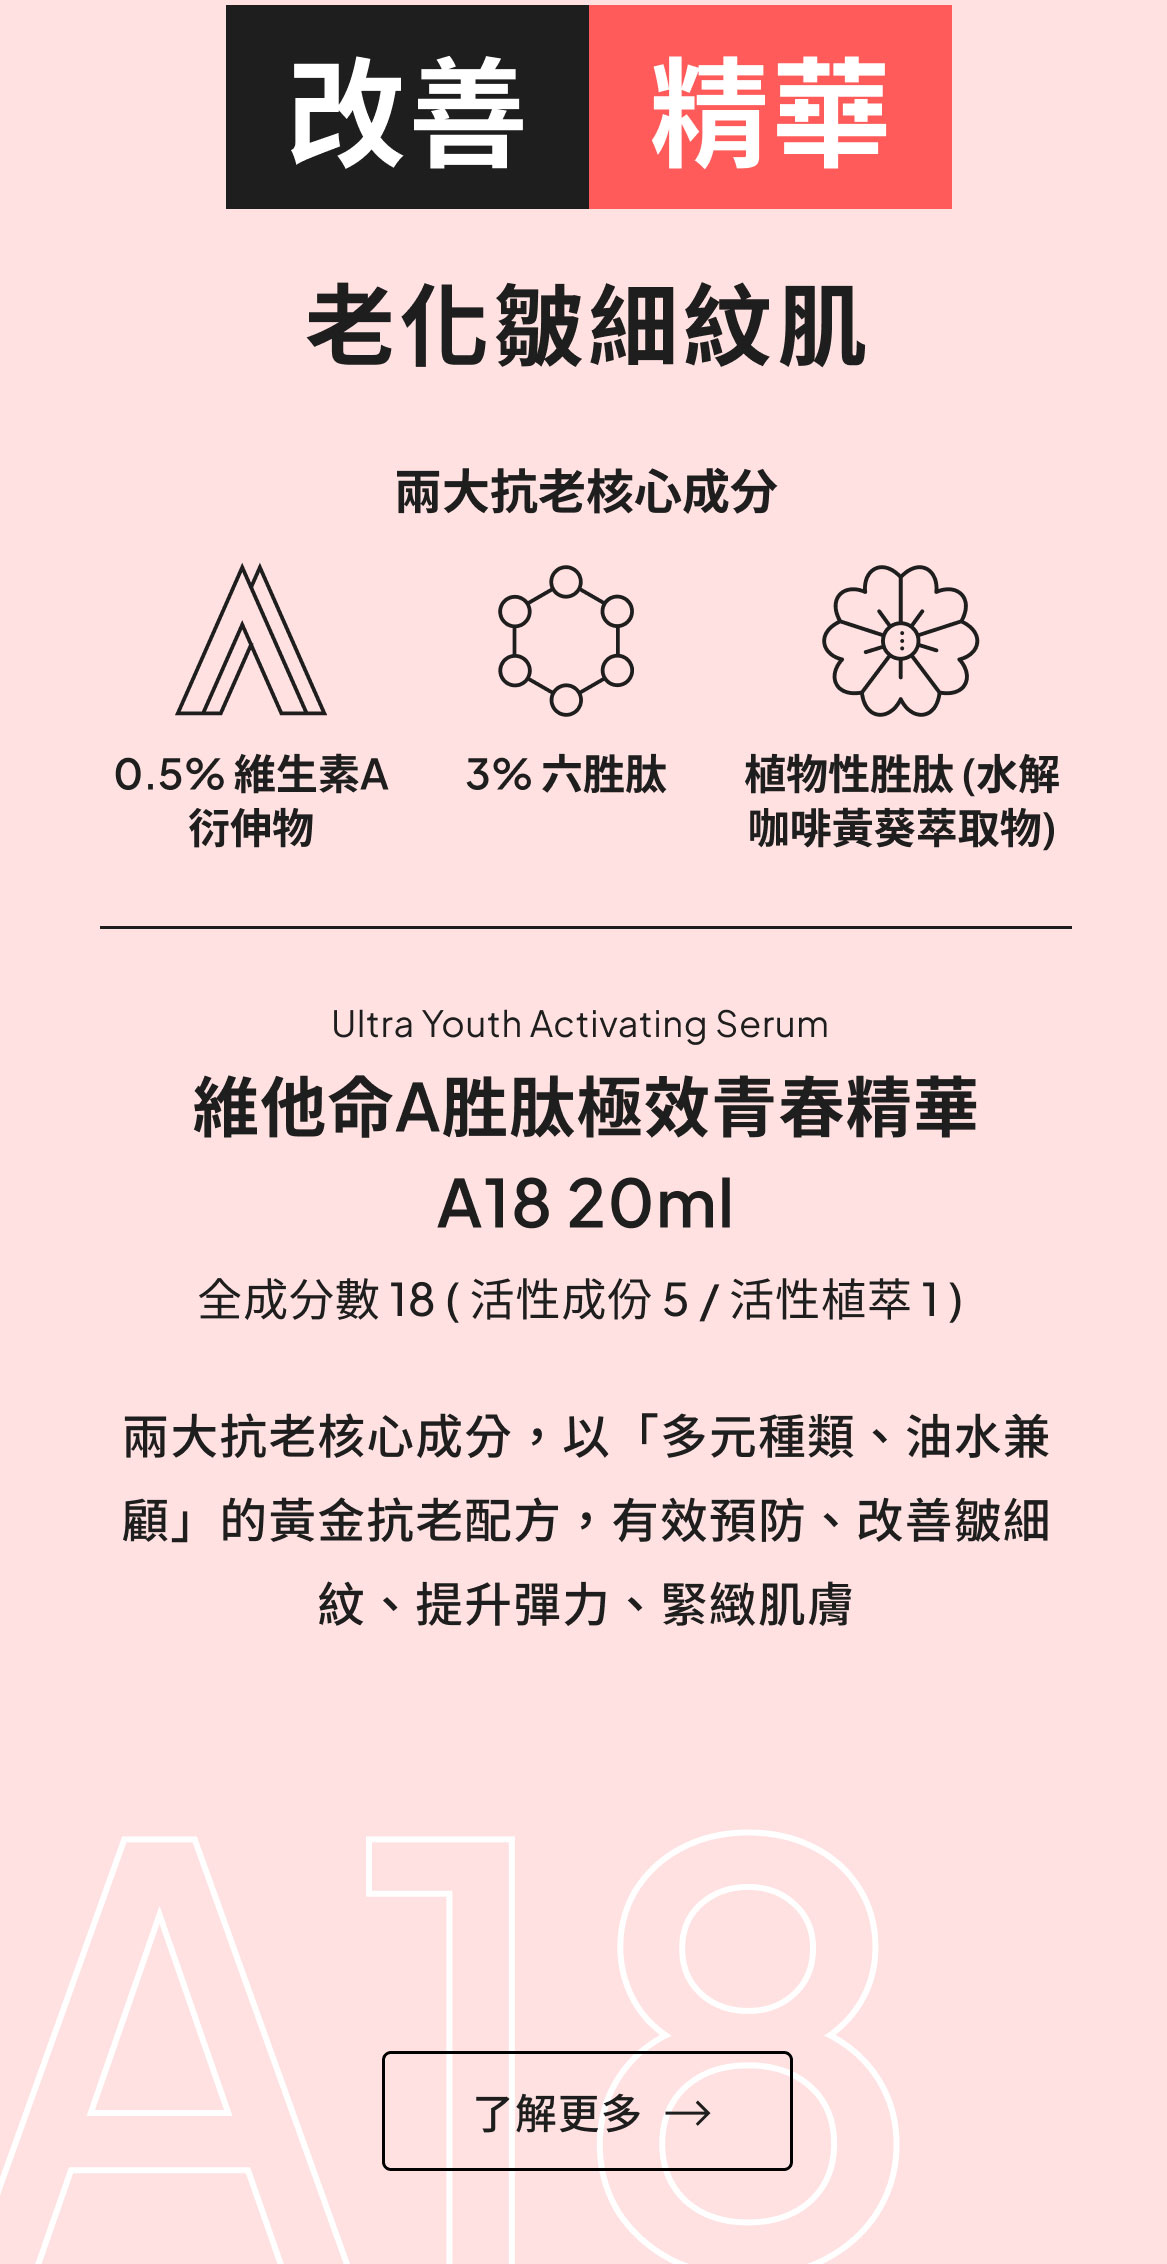 改善 精華
老化皺細紋肌
兩大抗老核心成分
0.5% 維生素A
衍伸物
3% 六胜肽
植物性胜肽 (水解
咖啡黃葵萃取物)
Ultra Youth Activating Serum
維他命A胜肽極效青春精華
A18 20ml
全成分數 18 ( 活性成份 5 / 活性植萃 1 )
兩大抗老核心成分，以「多元種類、油水兼
顧」的黃金抗老配方，有效預防、改善皺細
紋、提升彈力、緊緻肌膚
A18
了解更多 →